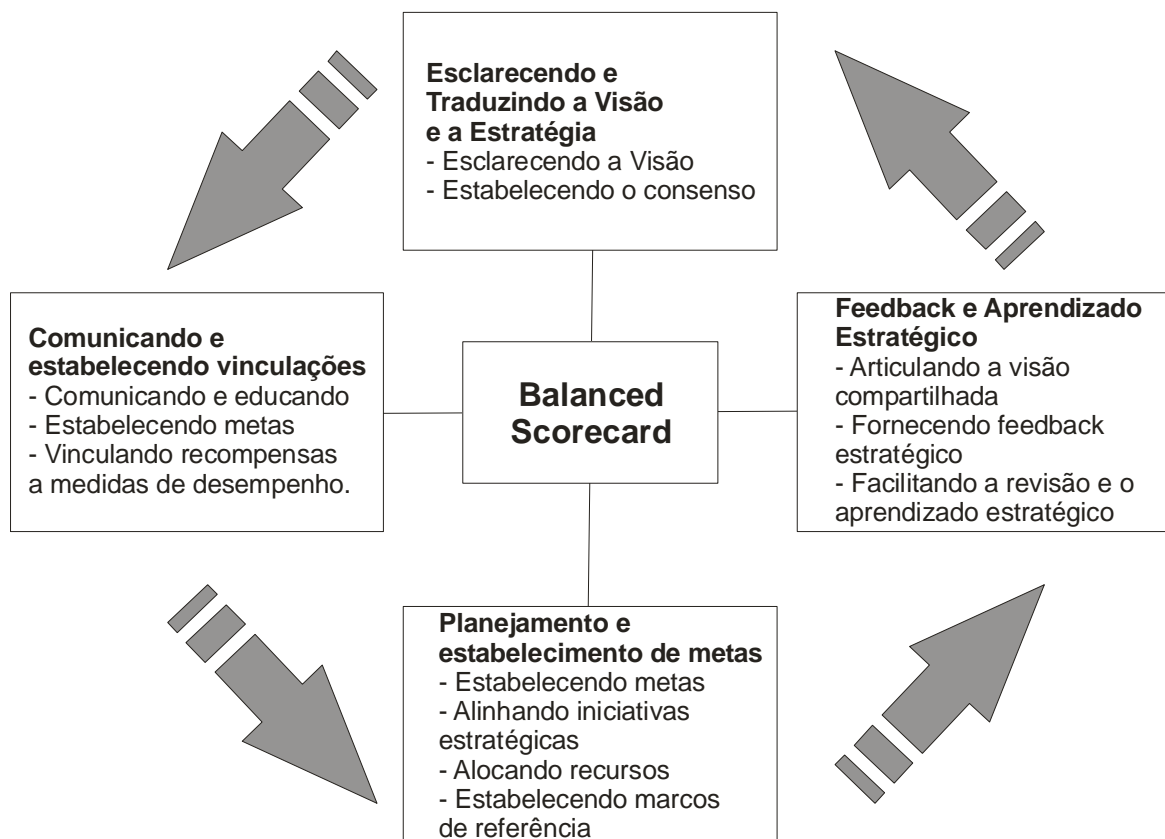 Esclarecendo e
Traduzindo a Visão
e a Estratégia
- Esclarecendo a Visão
- Estabelecendo o consenso
Comunicando e
estabelecendo vinculações
- Comunicando e educando
- Estabelecendo metas
- Vinculando recompensas
a medidas de desempenho.
Balanced
Scorecard
Feedback e Aprendizado
Estratégico
- Articulando a visão
compartilhada
- Fornecendo feedback
estratégico
- Facilitando a revisão e o
aprendizado estratégico
Planejamento e
estabelecimento de metas
- Estabelecendo metas
- Alinhando iniciativas
estratégicas
- Alocando recursos
- Estabelecendo marcos
de referência